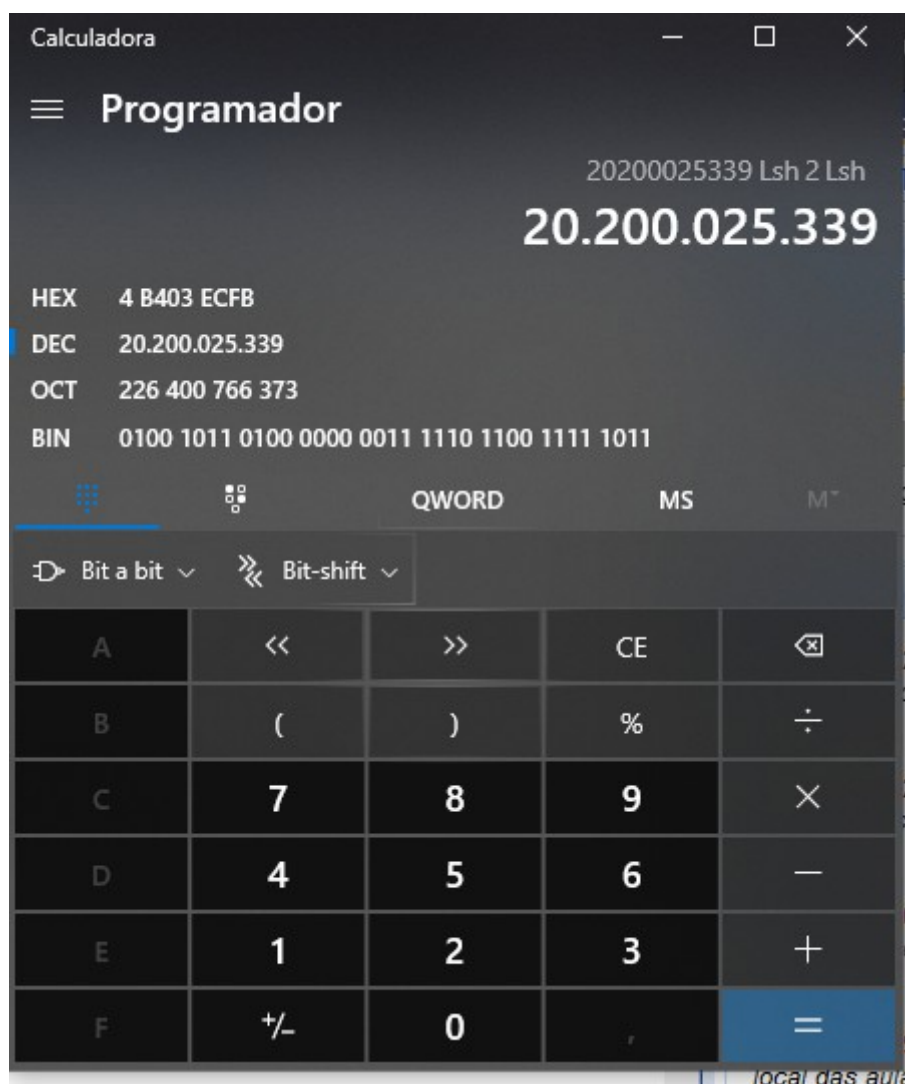 Calculadora
Programador
20200025339 Lsh 2 Lsh
20.200.025.339
HEX 4 B403 ECFB
DEC 20.200.025.339
OCT 226 400 766 373
BIN 0100 1011 0100 0000 0011 1110 1100 1111 1011
QWORD MS M
Bit a bit Bit-shift
A << >> CE
B ( ) % ÷
C 7 8 9 ×
D 4 5 6 −
E 1 2 3 +
F +/− 0 , =
local das aula